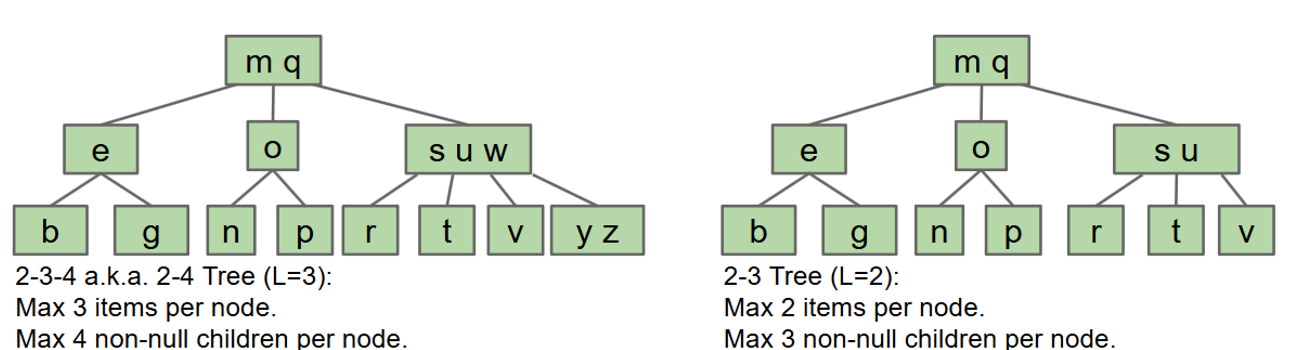 m q
e
o
s u w
b
g
n
p
r
t
v
y z
2-3-4 a.k.a. 2-4 Tree (L=3):
Max 3 items per node.
Max 4 non-null children per node.
m q
e
o
s u
b
g
n
p
r
t
v
2-3 Tree (L=2):
Max 2 items per node.
Max 3 non-null children per node.